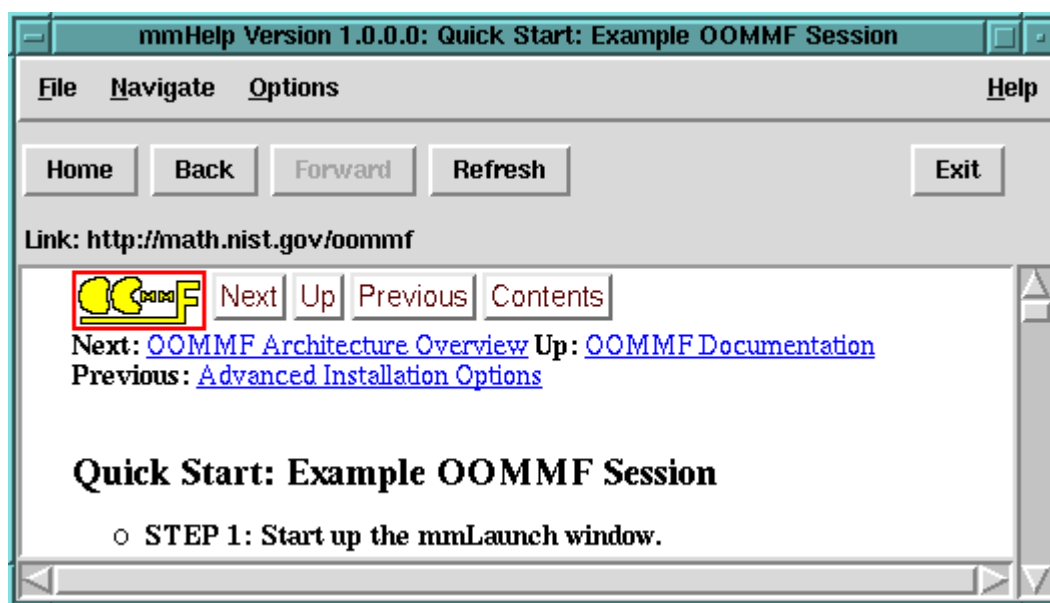 mmHelp Version 1.0.0.0: Quick Start: Example OOMMF Session
File Navigate Options Help
Home Back Forward Refresh Exit
Link: http://math.nist.gov/oommf
OOMMF Next Up Previous Contents
Next: OOMMF Architecture Overview Up: OOMMF Documentation
Previous: Advanced Installation Options
Quick Start: Example OOMMF Session
○ STEP 1: Start up the mmLaunch window.